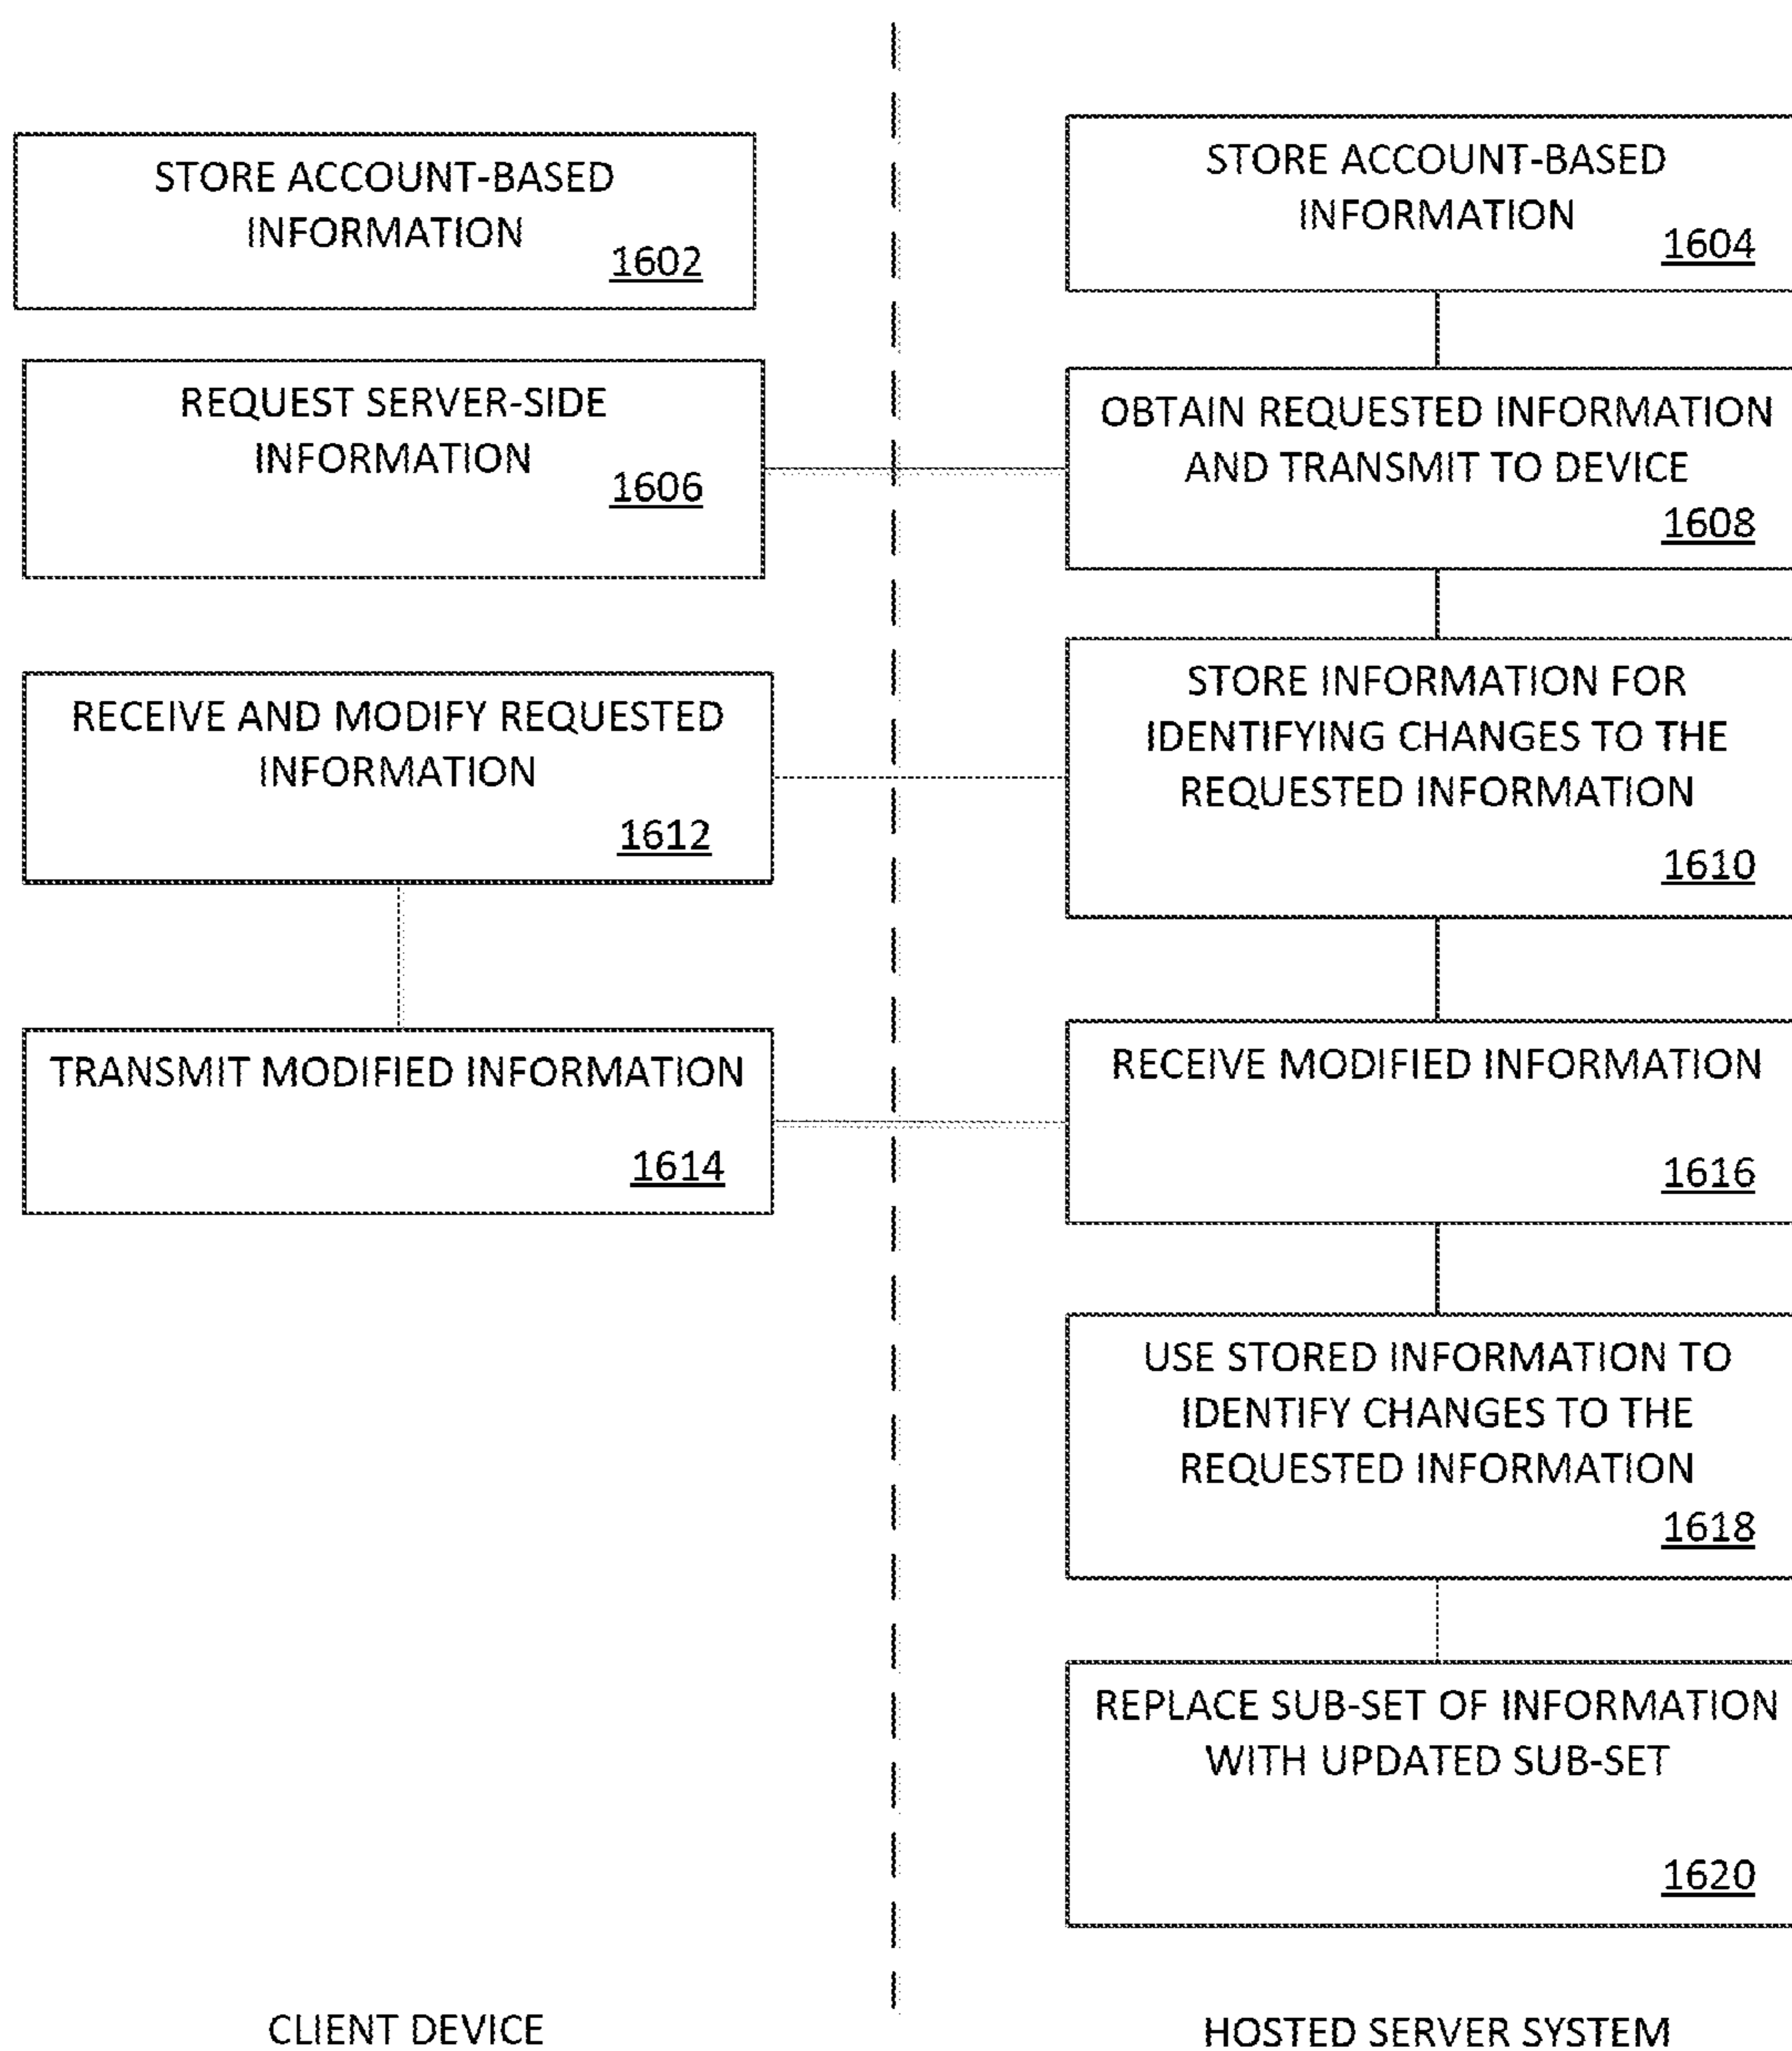 STORE ACCOUNT-BASED
INFORMATION
1602
STORE ACCOUNT-BASED
INFORMATION
1604
REQUEST SERVER-SIDE
INFORMATION
1606
OBTAIN REQUESTED INFORMATION
AND TRANSMIT TO DEVICE
1608
STORE INFORMATION FOR
IDENTIFYING CHANGES TO THE
REQUESTED INFORMATION
1610
RECEIVE AND MODIFY REQUESTED
INFORMATION
1612
TRANSMIT MODIFIED INFORMATION
1614
RECEIVE MODIFIED INFORMATION
1616
USE STORED INFORMATION TO
IDENTIFY CHANGES TO THE
REQUESTED INFORMATION
1618
REPLACE SUB-SET OF INFORMATION
WITH UPDATED SUB-SET
1620
CLIENT DEVICE
HOSTED SERVER SYSTEM